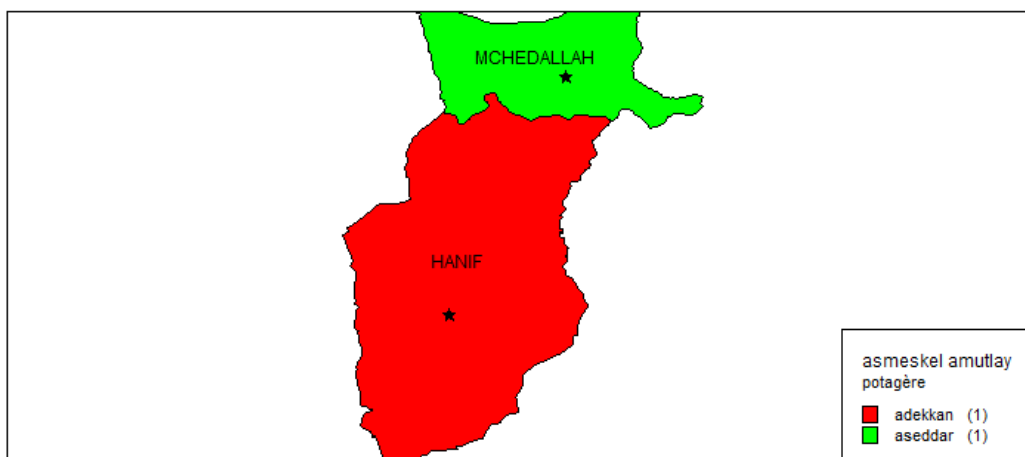 MCHEDALLAH
HANIF
asmeskel amutlay
potagère
adekkan (1)
aseddar (1)